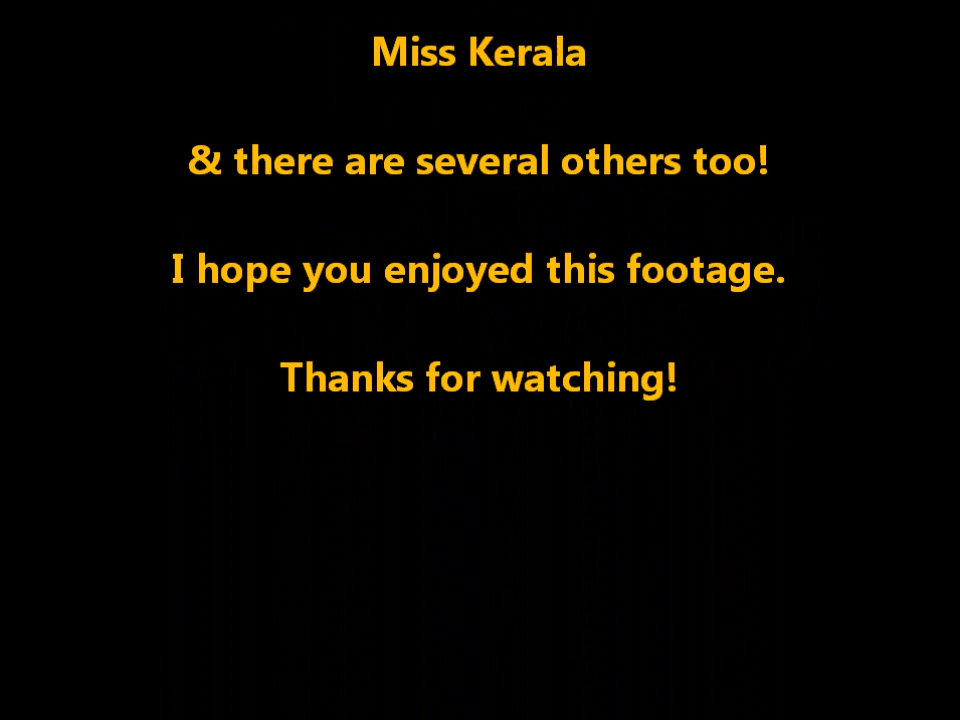 Miss Kerala
& there are several others too!
I hope you enjoyed this footage.
Thanks for watching!